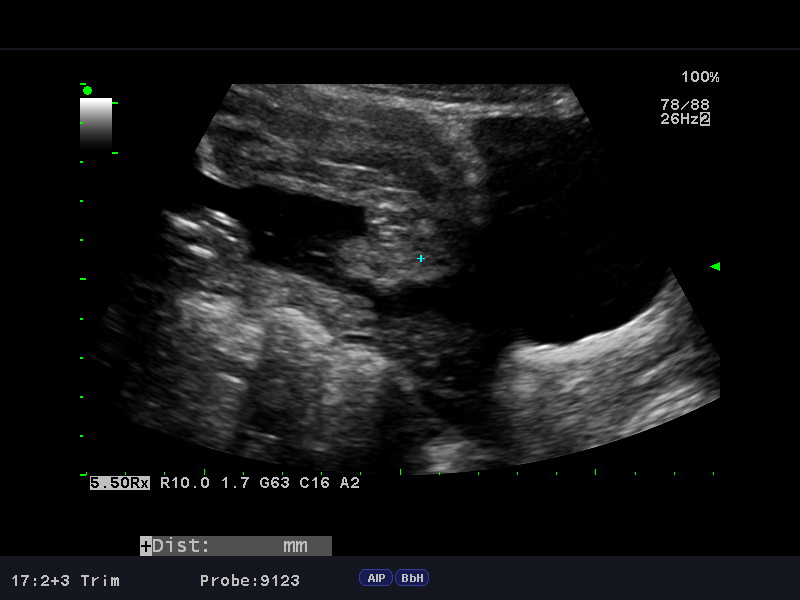 100%
78/88
26Hz2
5.50Rx R10.0 1.7 G63 C16 A2
+Dist: mm
17:2+3 Trim Probe:9123 AIP BbH